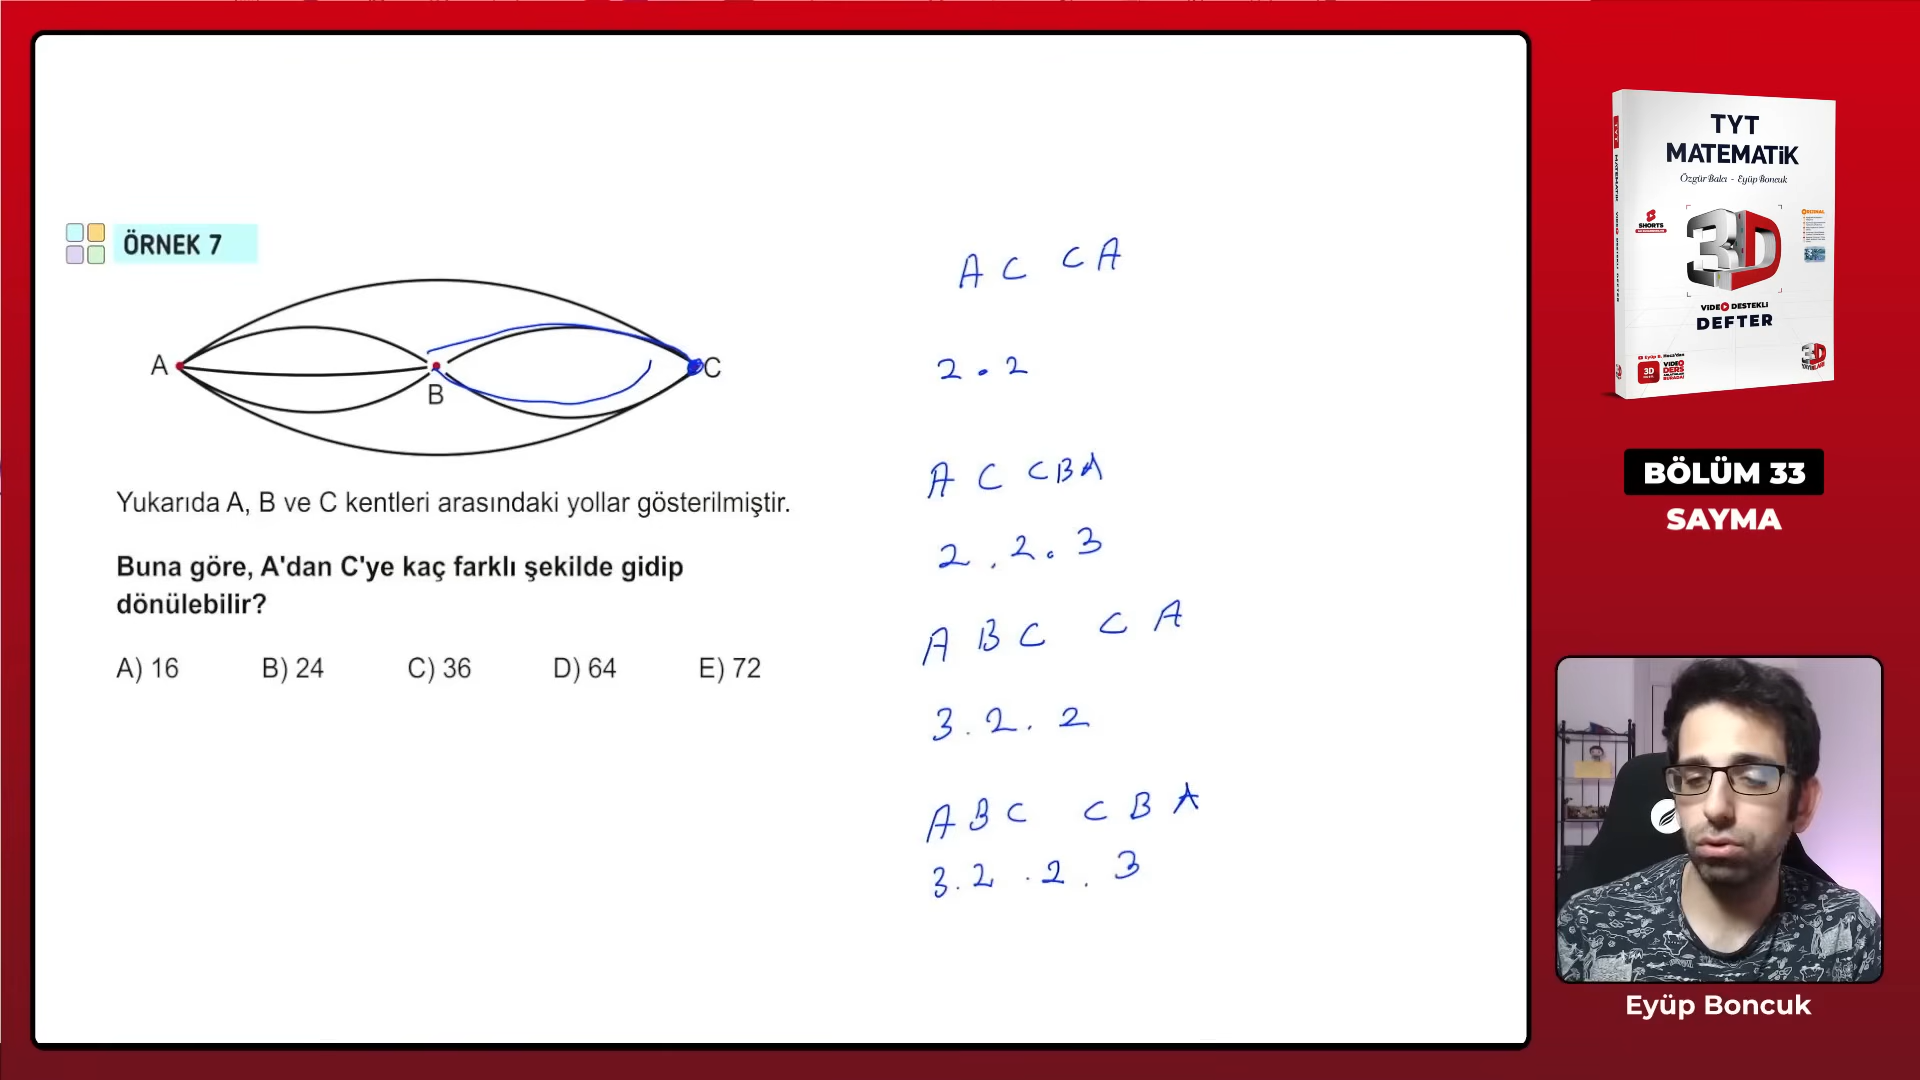 ÖRNEK 7
A
B
C
Yukarıda A, B ve C kentleri arasındaki yollar gösterilmiştir.
Buna göre, A'dan C'ye kaç farklı şekilde gidip
dönülebilir?
A) 16 B) 24 C) 36 D) 64 E) 72
A C C A
2 . 2
A C C B A
2 . 2 . 3
A B C C A
3 . 2 . 2
A B C C B A
3 . 2 . 2 . 3
TYT
MATEMATİK
Özgür Balcı - Eyüp Boncuk
SHORTS
3D
VIDEO DESTEKLİ
DEFTER
BÖLÜM 33
SAYMA
Eyüp Boncuk